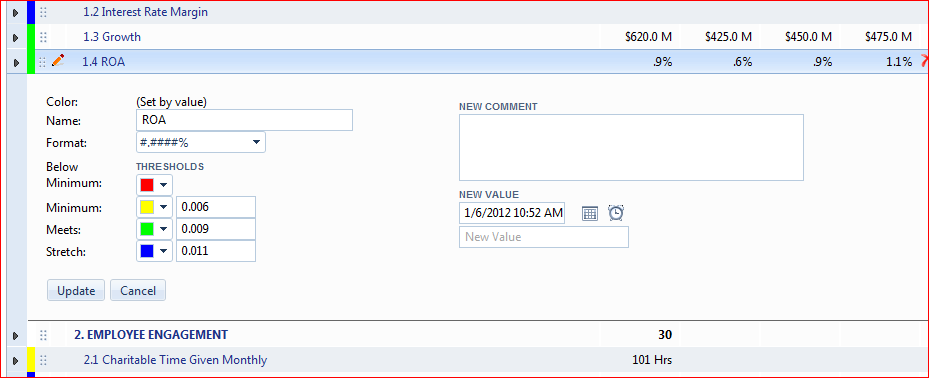 1.2 Interest Rate Margin
1.3 Growth $620.0 M $425.0 M $450.0 M $475.0 M
1.4 ROA .9% .6% .9% 1.1%
Color: (Set by value)
Name: ROA
Format: #.####%
Below THRESHOLDS
Minimum:
Minimum: 0.006
Meets: 0.009
Stretch: 0.011
Update Cancel
NEW COMMENT
NEW VALUE
1/6/2012 10:52 AM
New Value
2. EMPLOYEE ENGAGEMENT 30
2.1 Charitable Time Given Monthly 101 Hrs